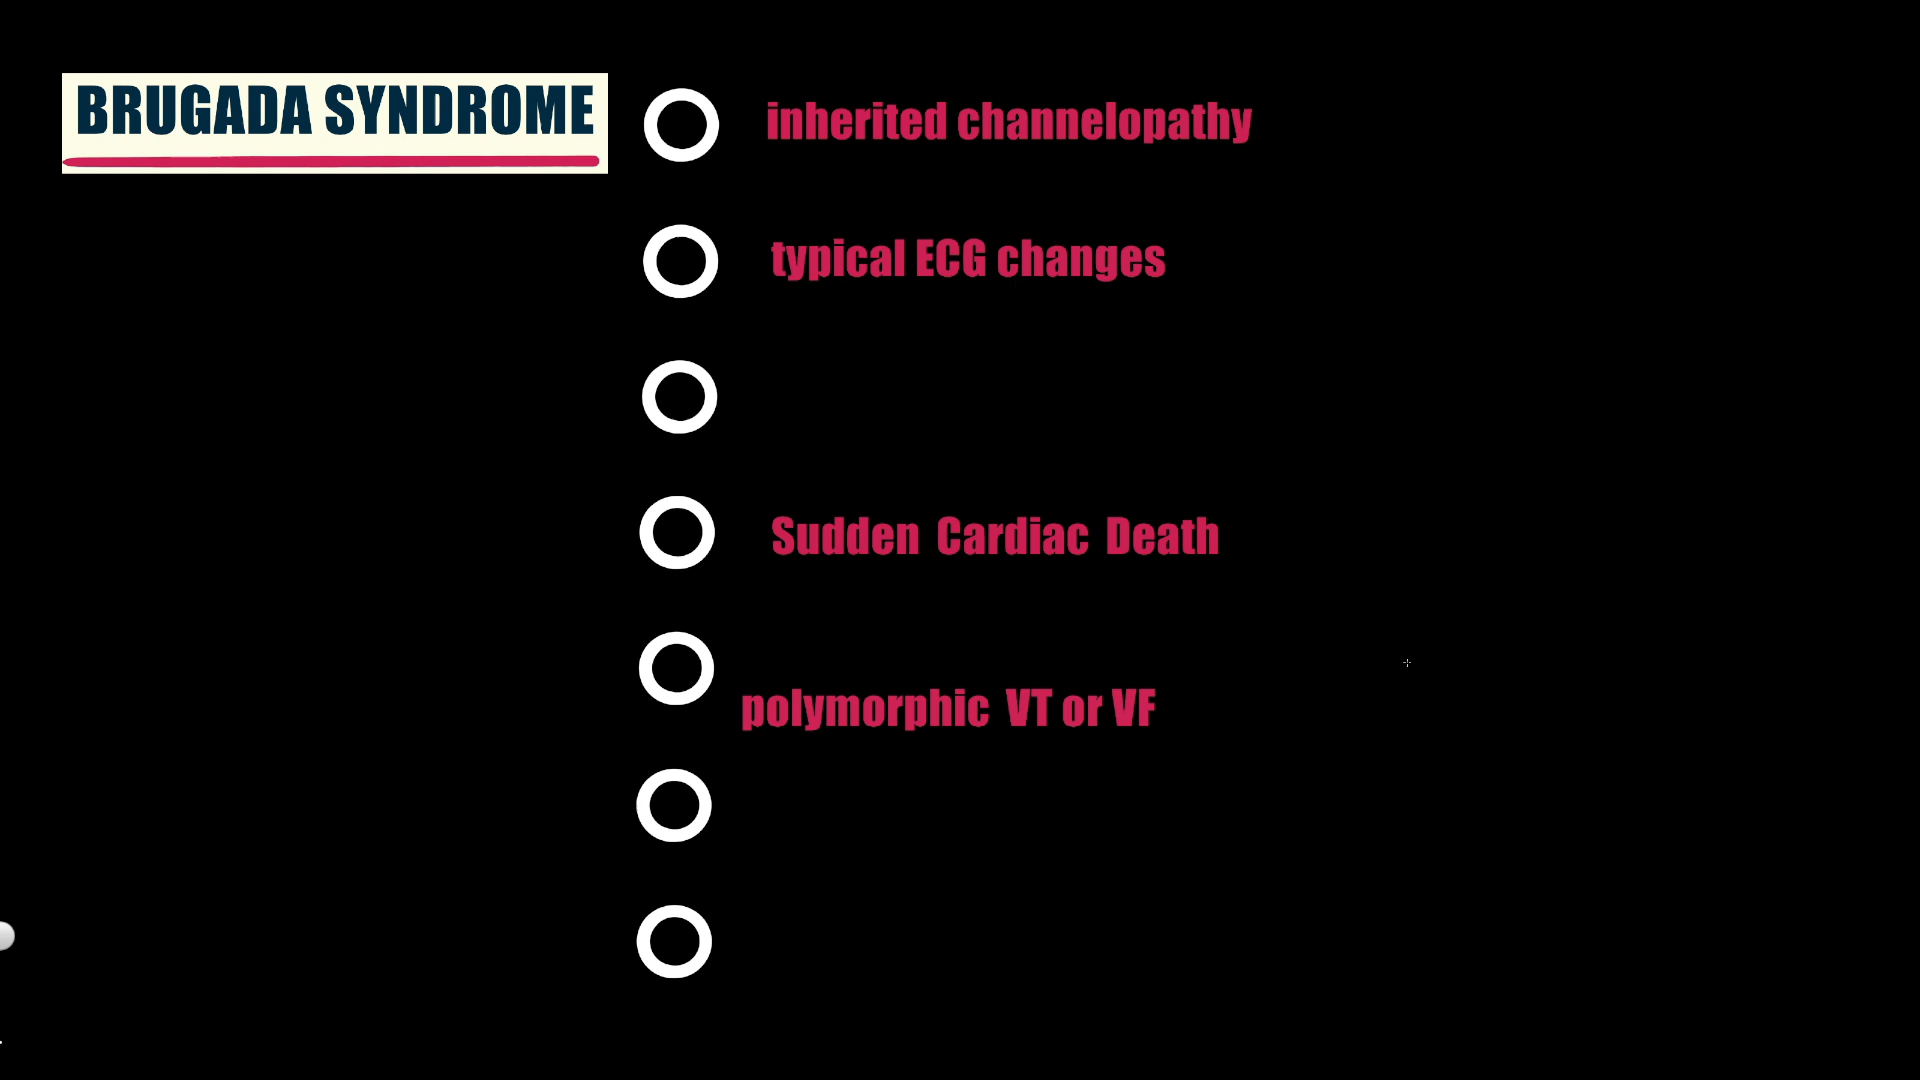 BRUGADA SYNDROME
inherited channelopathy
typical ECG changes
Sudden Cardiac Death
polymorphic VT or VF